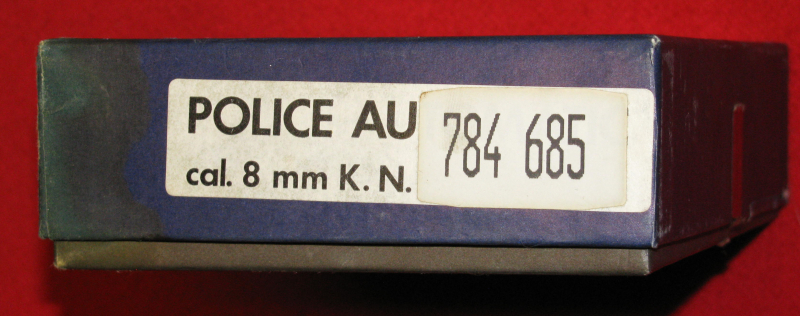 POLICE AU
784 685
cal. 8 mm K. N.